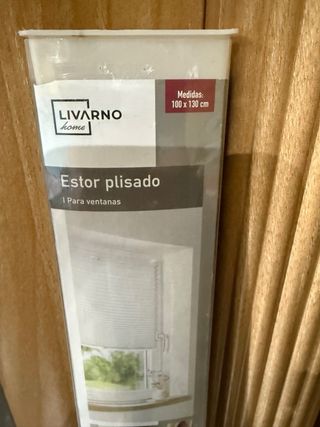 LIVARNO
home
Medidas:
100 x 130 cm
Estor plisado
| Para ventanas